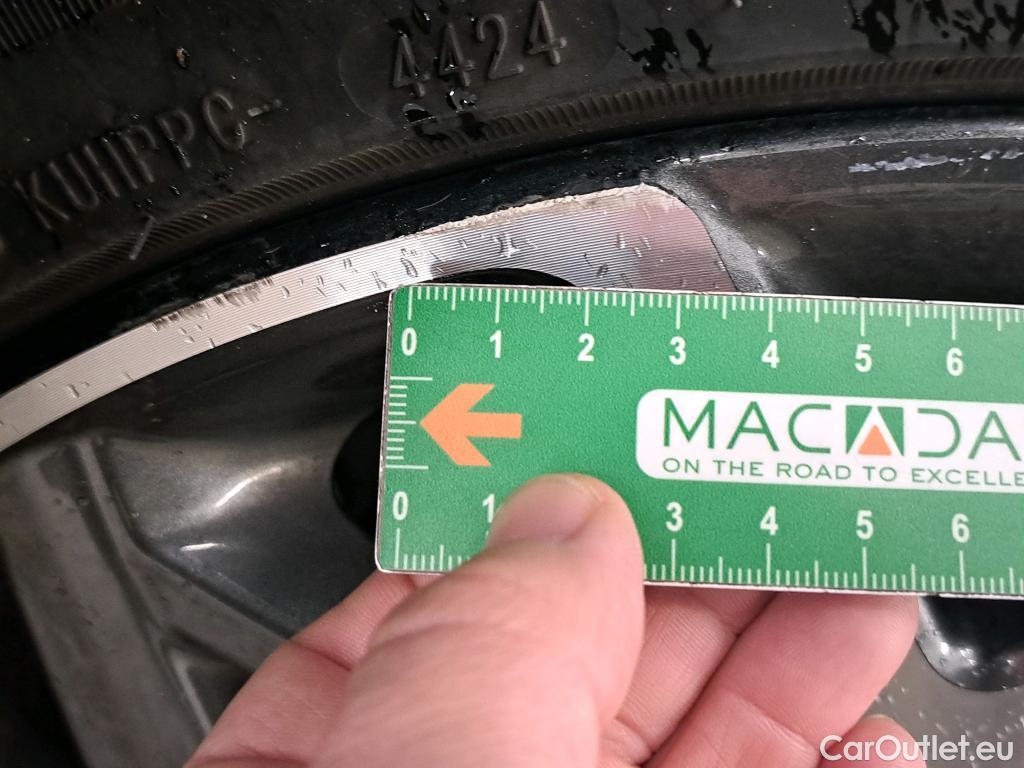 4424
KUHPPC-
0 1 2 3 4 5 6
MACADA
ON THE ROAD TO EXCELLE
0 1 3 4 5 6
CarOutlet.eu